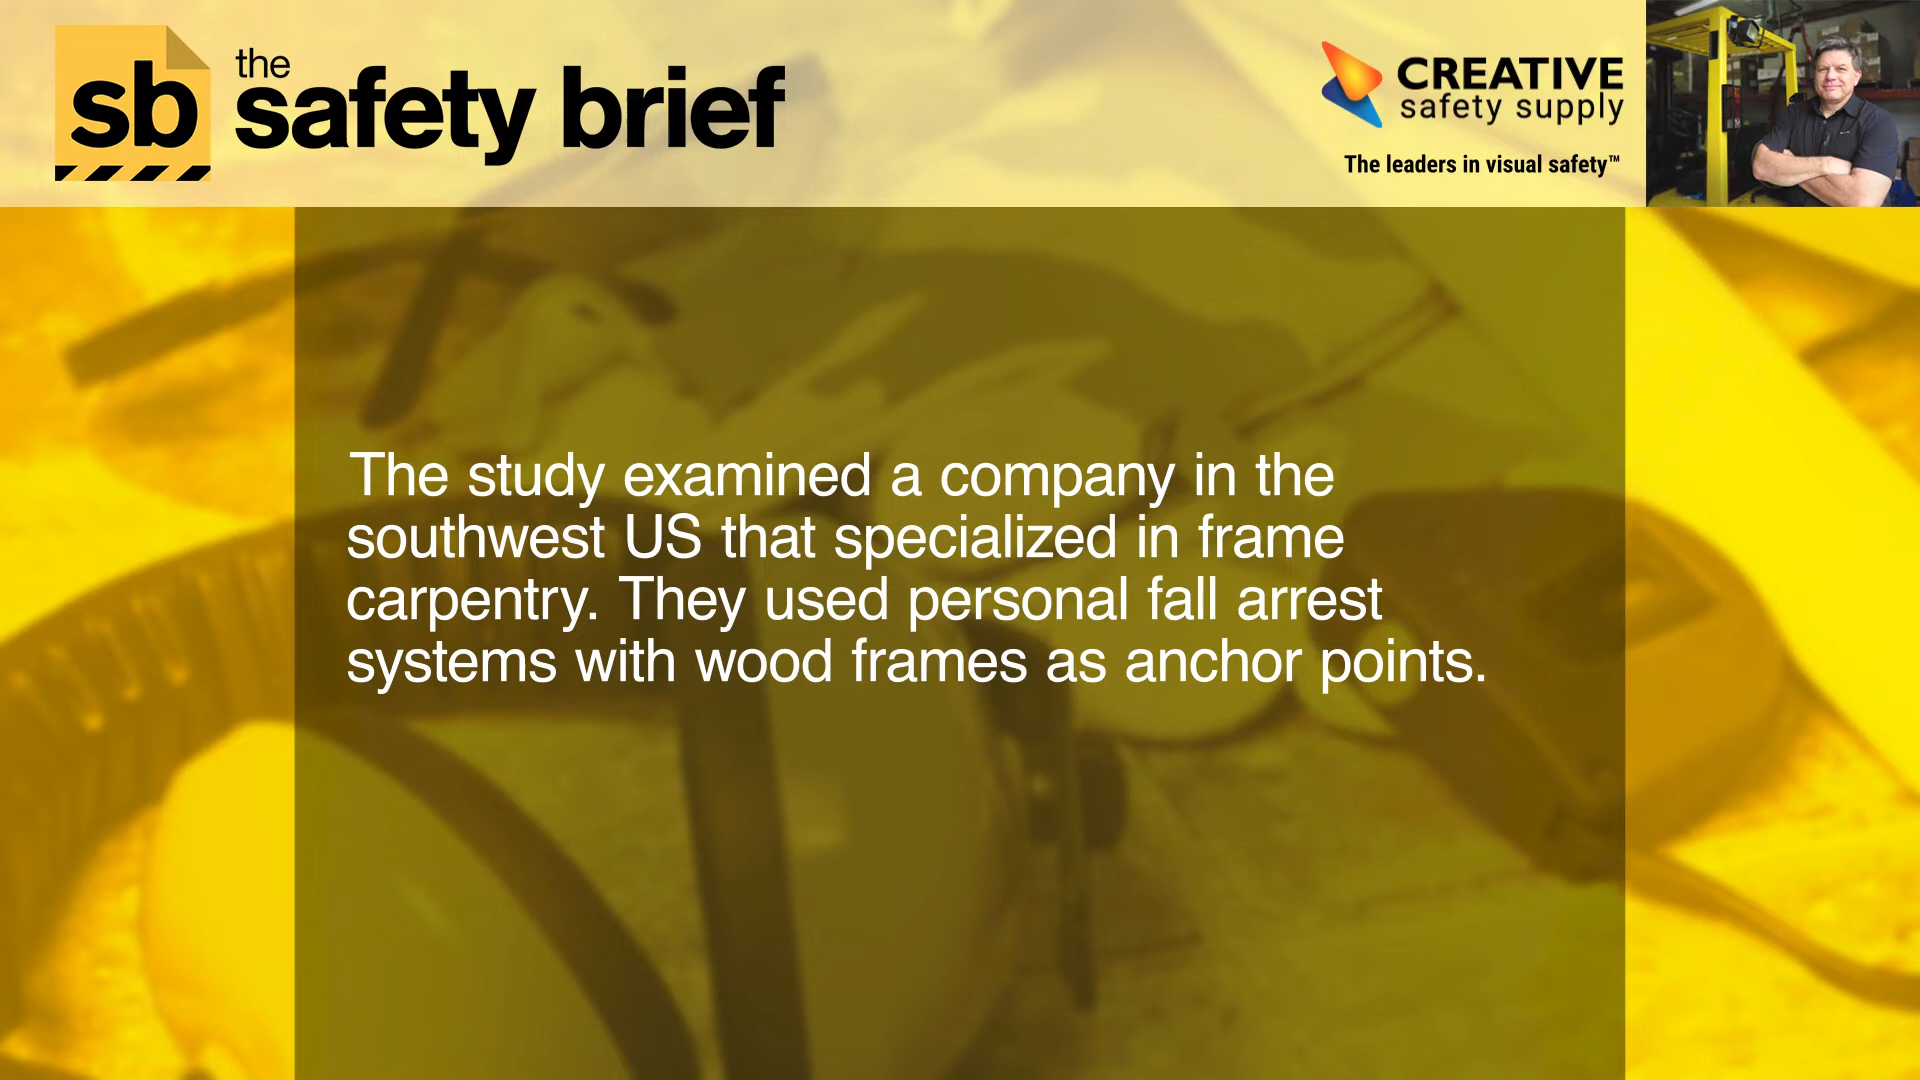 sb
the
safety brief
CREATIVE
safety supply
The leaders in visual safety™
The study examined a company in the
southwest US that specialized in frame
carpentry. They used personal fall arrest
systems with wood frames as anchor points.